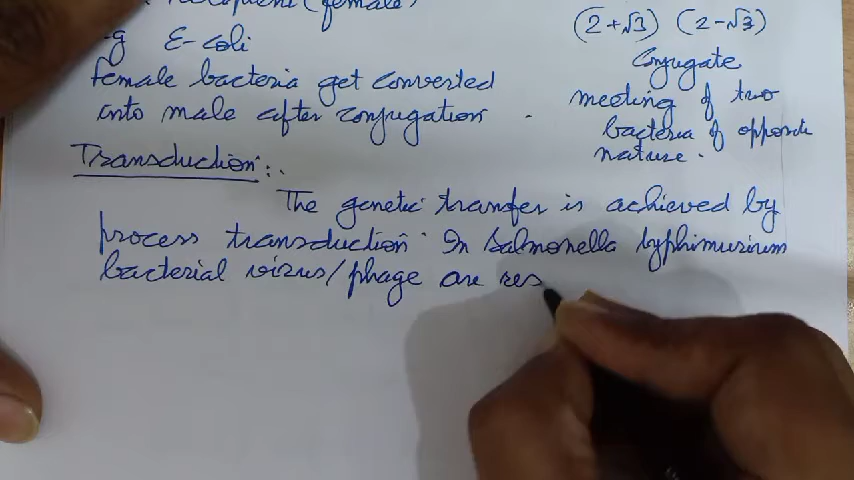 (female)
E-coli
female bacteria get converted
into male after conjugation
(2+√3) (2-√3)
Conjugate
meeting of two
bacteria of opposite
nature.
Transduction:-
The genetic transfer is achieved by
process transduction. In Salmonella typhimurium
bacterial virus/phage are res